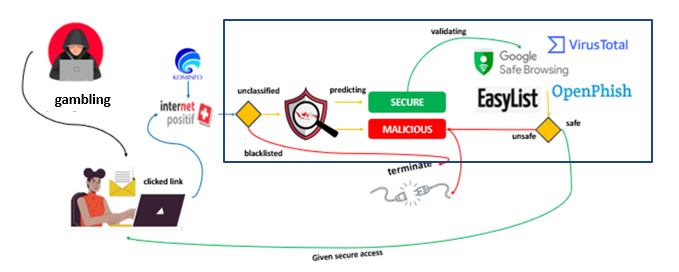 gambling
KOMINFO
internet
positif
clicked link
unclassified
blacklisted
predicting
SECURE
MALICIOUS
validating
Google
Safe Browsing
VirusTotal
EasyList
OpenPhish
safe
unsafe
terminate
Given secure access